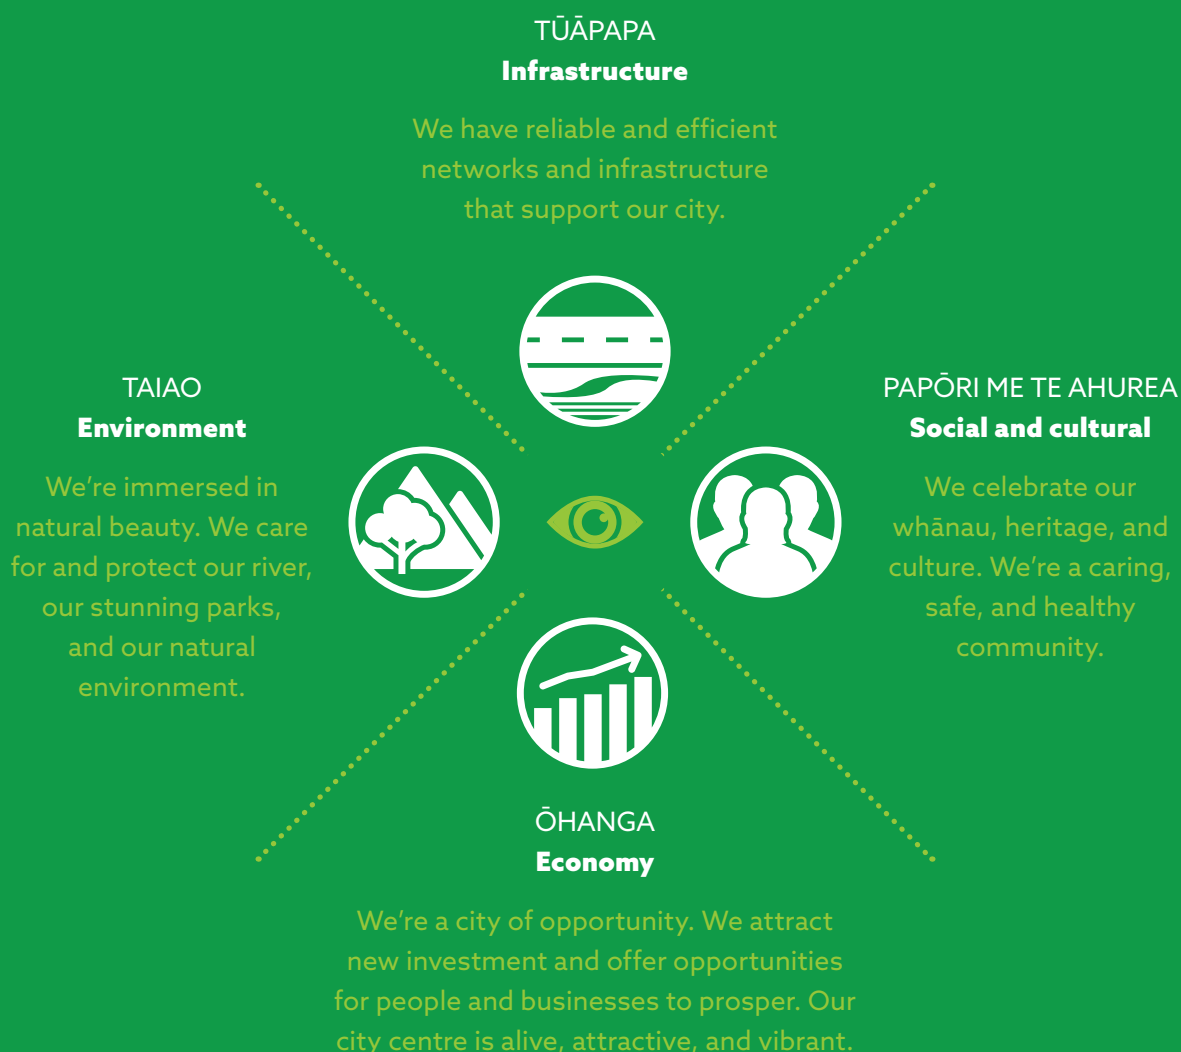 TŪĀPAPA
Infrastructure
We have reliable and efficient
networks and infrastructure
that support our city.
TAIAO
Environment
We're immersed in
natural beauty. We care
for and protect our river,
our stunning parks,
and our natural
environment.
PAPŌRI ME TE AHUREA
Social and cultural
We celebrate our
whānau, heritage, and
culture. We're a caring,
safe, and healthy
community.
ŌHANGA
Economy
We're a city of opportunity. We attract
new investment and offer opportunities
for people and businesses to prosper. Our
city centre is alive, attractive, and vibrant.